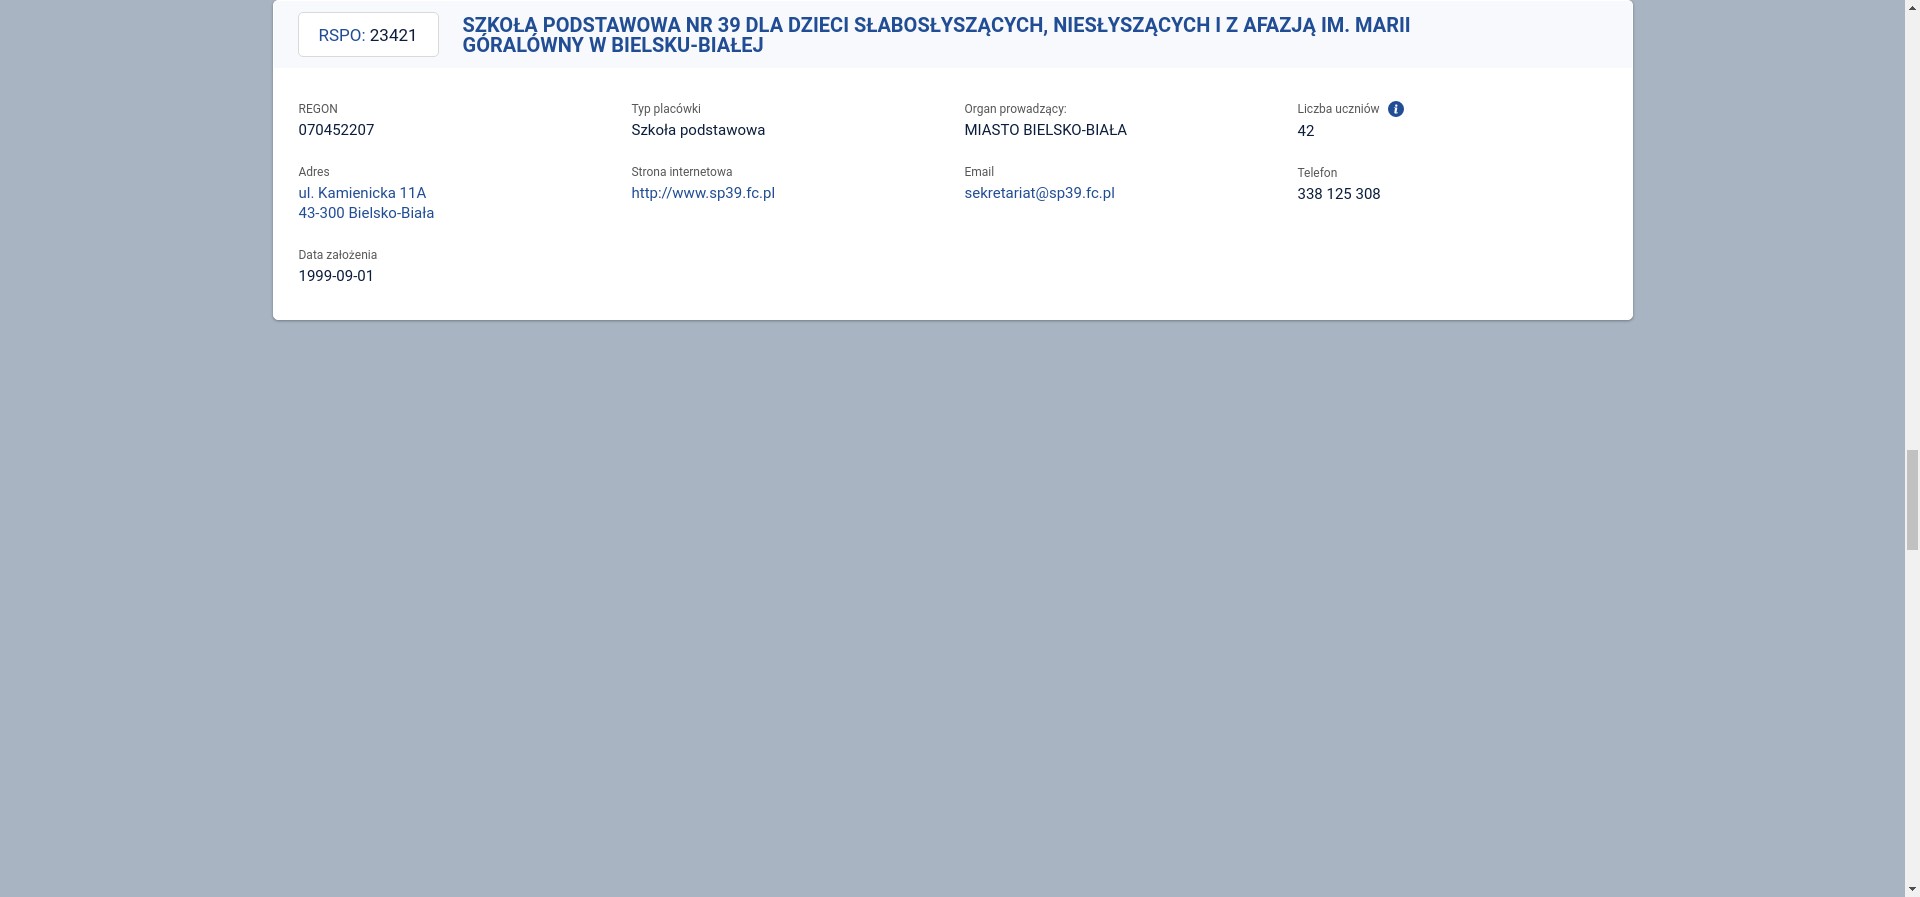 RSPO: 23421
SZKOŁA PODSTAWOWA NR 39 DLA DZIECI SŁABOSŁYSZĄCYCH, NIESŁYSZĄCYCH I Z AFAZJĄ IM. MARII
GÓRALÓWNY W BIELSKU-BIAŁEJ
REGON
070452207
Typ placówki
Szkoła podstawowa
Organ prowadzący:
MIASTO BIELSKO-BIAŁA
Liczba uczniów
42
Adres
ul. Kamienicka 11A
43-300 Bielsko-Biała
Strona internetowa
http://www.sp39.fc.pl
Email
sekretariat@sp39.fc.pl
Telefon
338 125 308
Data założenia
1999-09-01